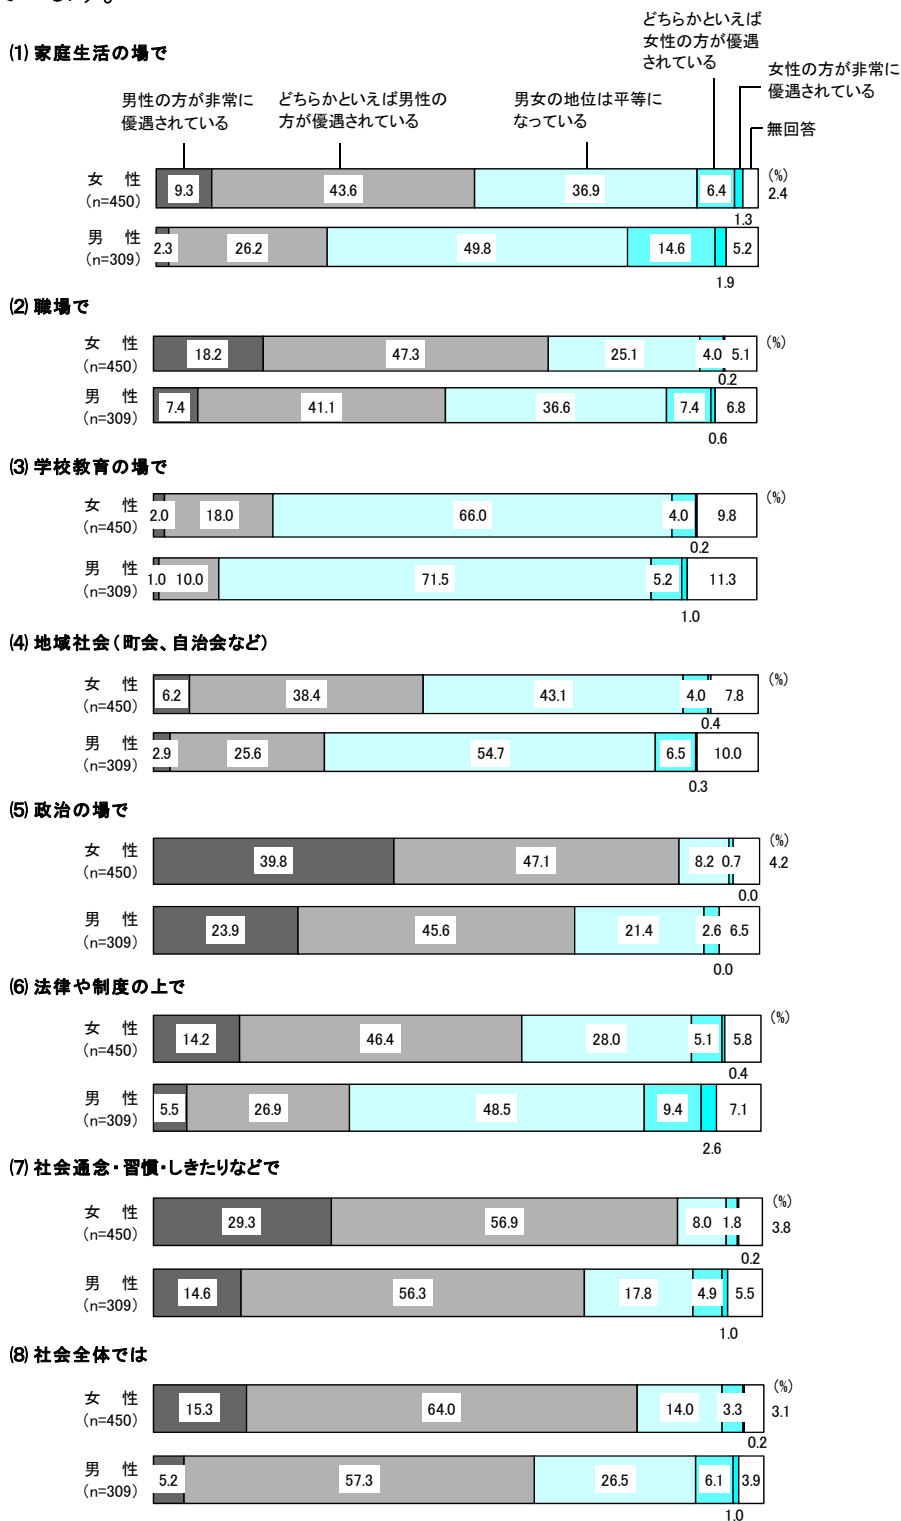 ⑴ 家庭生活の場で
どちらかといえば
女性の方が優遇
されている
女性の方が非常に
優遇されている
男性の方が非常に
優遇されている
どちらかといえば男性の
方が優遇されている
男女の地位は平等に
なっている
無回答
女 性
(n=450)
9.3 43.6 36.9 6.4 (%) 2.4
1.3
男 性
(n=309)
2.3 26.2 49.8 14.6 5.2
1.9
⑵ 職場で
女 性
(n=450)
18.2 47.3 25.1 4.0 5.1 (%)
0.2
男 性
(n=309)
7.4 41.1 36.6 7.4 6.8
0.6
⑶ 学校教育の場で
女 性
(n=450)
2.0 18.0 66.0 4.0 9.8 (%)
0.2
男 性
(n=309)
1.0 10.0 71.5 5.2 11.3
1.0
⑷ 地域社会(町会、自治会など)
女 性
(n=450)
6.2 38.4 43.1 4.0 7.8 (%)
0.4
男 性
(n=309)
2.9 25.6 54.7 6.5 10.0
0.3
⑸ 政治の場で
女 性
(n=450)
39.8 47.1 8.2 0.7 (%) 4.2
0.0
男 性
(n=309)
23.9 45.6 21.4 2.6 6.5
0.0
⑹ 法律や制度の上で
女 性
(n=450)
14.2 46.4 28.0 5.1 5.8 (%)
0.4
男 性
(n=309)
5.5 26.9 48.5 9.4 7.1
2.6
⑺ 社会通念・習慣・しきたりなどで
女 性
(n=450)
29.3 56.9 8.0 1.8 (%) 3.8
0.2
男 性
(n=309)
14.6 56.3 17.8 4.9 5.5
1.0
⑻ 社会全体では
女 性
(n=450)
15.3 64.0 14.0 3.3 (%) 3.1
0.2
男 性
(n=309)
5.2 57.3 26.5 6.1 3.9
1.0